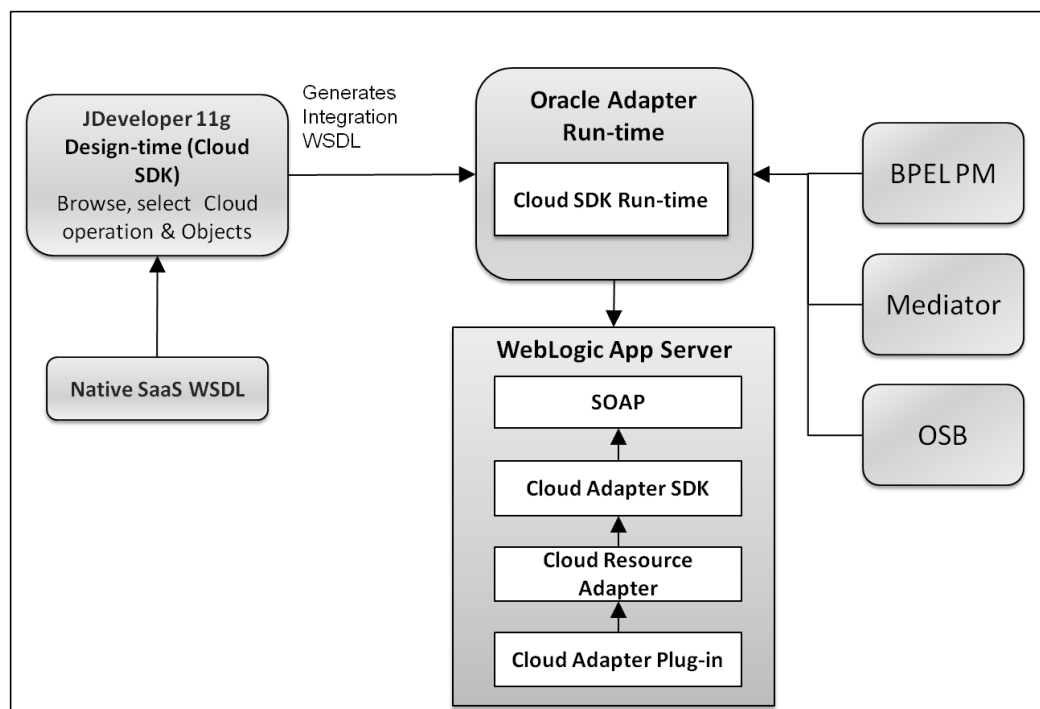 JDeveloper 11g
Design-time (Cloud
SDK)
Browse, select Cloud
operation & Objects
Generates
Integration
WSDL
Oracle Adapter
Run-time
Cloud SDK Run-time
BPEL PM
Mediator
OSB
Native SaaS WSDL
WebLogic App Server
SOAP
Cloud Adapter SDK
Cloud Resource
Adapter
Cloud Adapter Plug-in